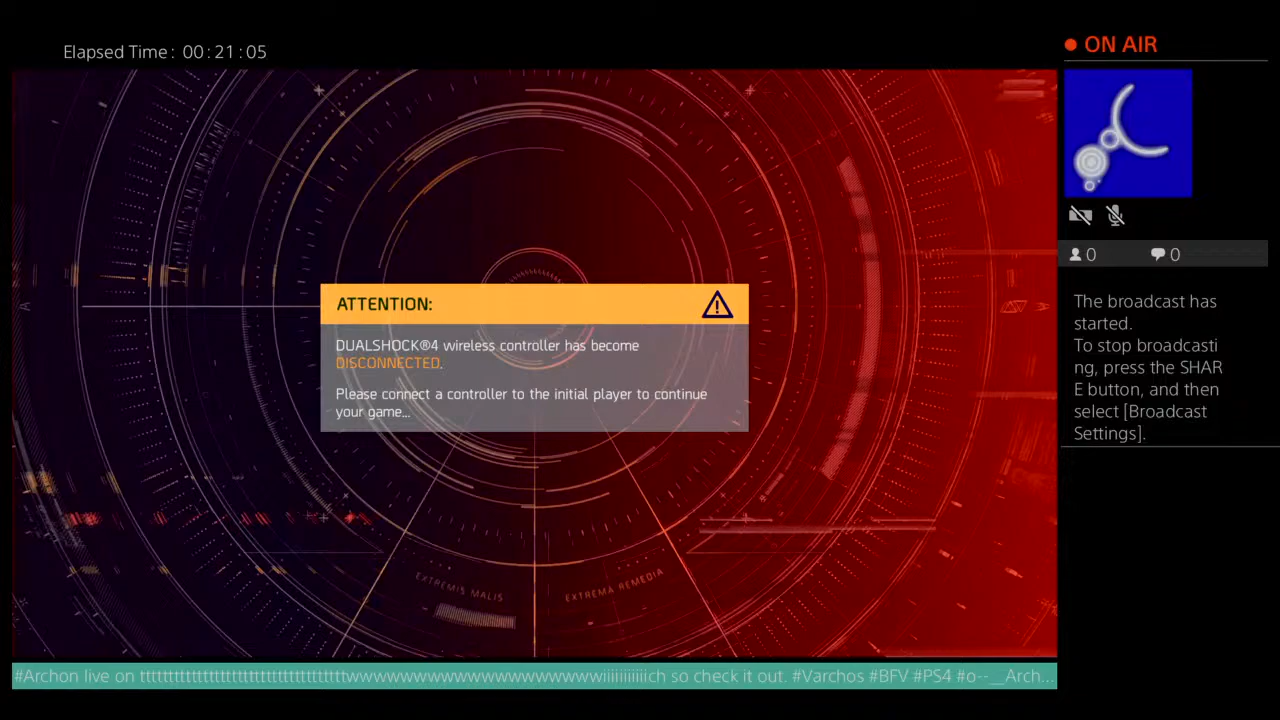 Elapsed Time: 00:21:05
ON AIR
0 0
The broadcast has
started.
To stop broadcasti
ng, press the SHAR
E button, and then
select [Broadcast
Settings].
ATTENTION:
DUALSHOCK®4 wireless controller has become
DISCONNECTED.
Please connect a controller to the initial player to continue
your game...
EXTREMIS MALIS
EXTREMA REMEDIA
#Archon live on ttttttttttttttttttttttttttttttttttttwwwwwwwwwwwwwwwwwwwwwwiiiiiiiiiiich so check it out. #Varchos #BFV #PS4 #o--__Arch...